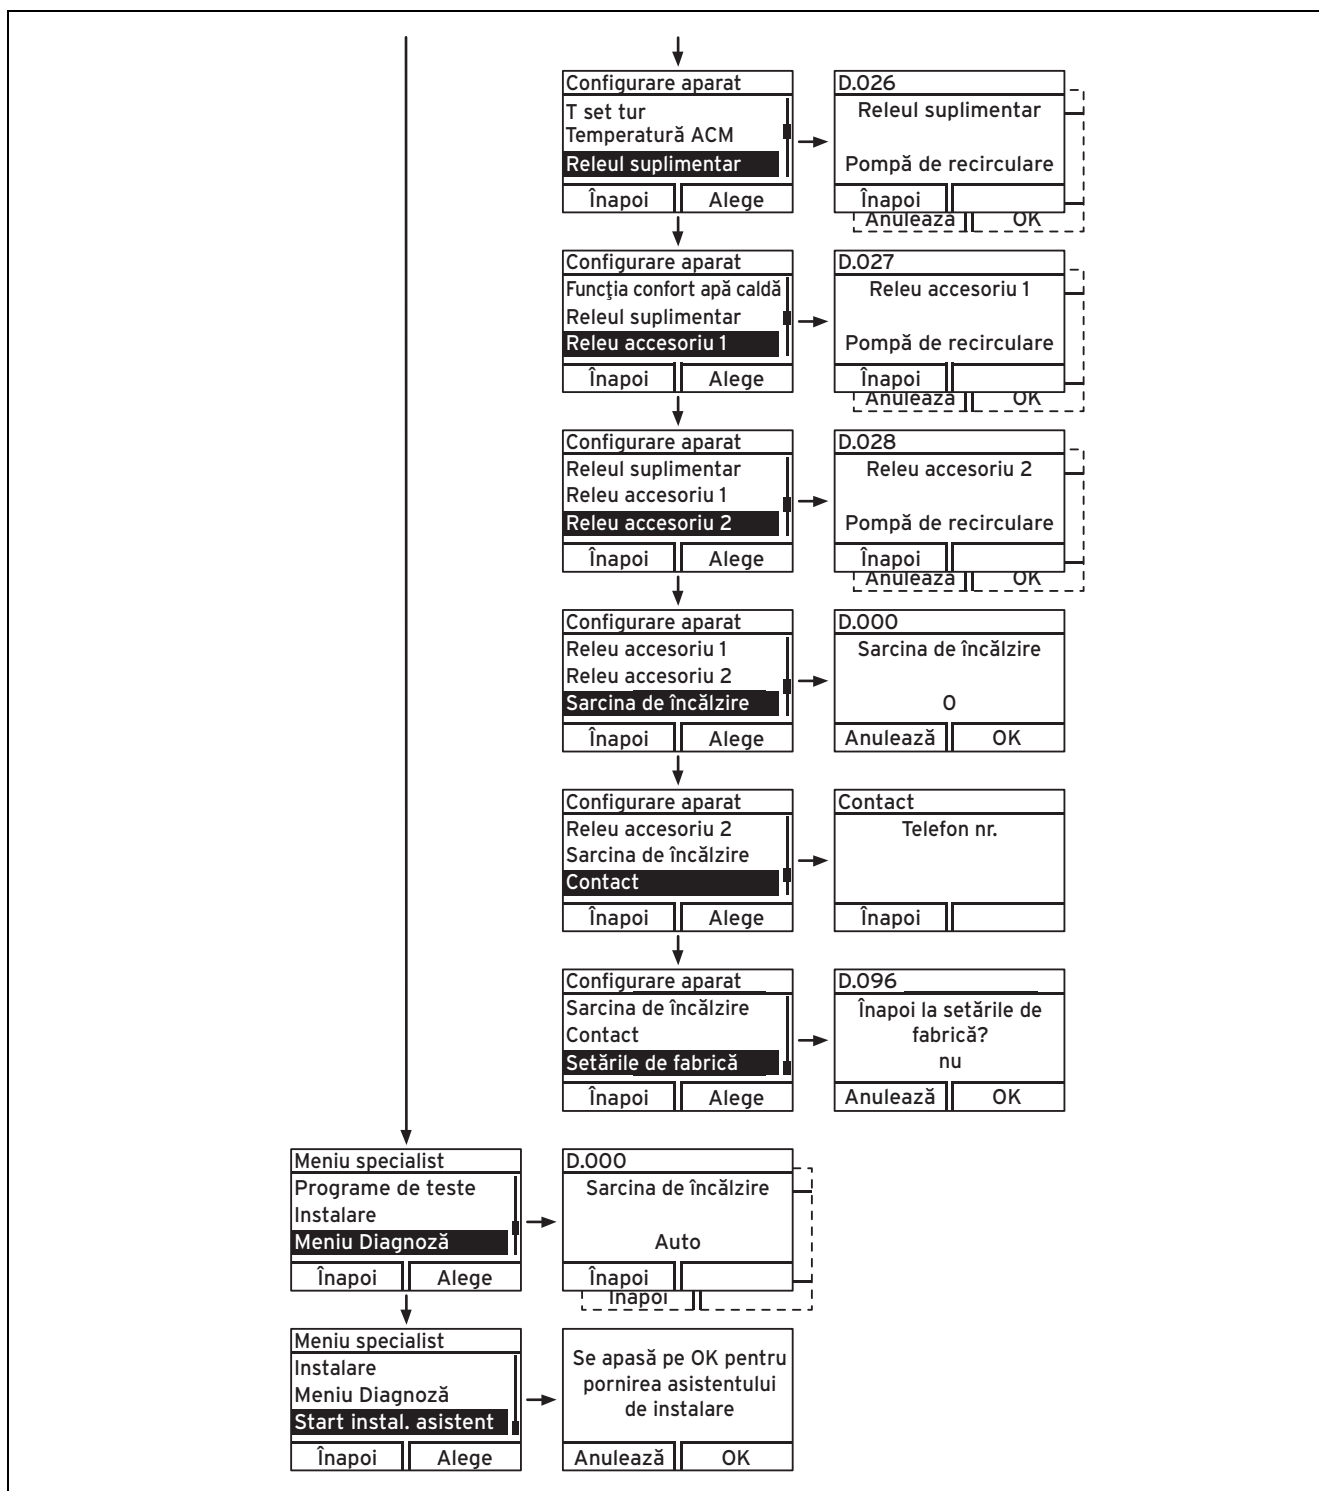 Configurare aparat
T set tur
Temperatură ACM
Releul suplimentar
Înapoi Alege
D.026
Releul suplimentar
Pompă de recirculare
Înapoi
Anulează OK
Configurare aparat
Funcţia confort apă caldă
Releul suplimentar
Releu accesoriu 1
Înapoi Alege
D.027
Releu accesoriu 1
Pompă de recirculare
Înapoi
Anulează OK
Configurare aparat
Releul suplimentar
Releu accesoriu 1
Releu accesoriu 2
Înapoi Alege
D.028
Releu accesoriu 2
Pompă de recirculare
Înapoi
Anulează OK
Configurare aparat
Releu accesoriu 1
Releu accesoriu 2
Sarcina de încălzire
Înapoi Alege
D.000
Sarcina de încălzire
0
Anulează OK
Configurare aparat
Releu accesoriu 2
Sarcina de încălzire
Contact
Înapoi Alege
Contact
Telefon nr.
Înapoi
Configurare aparat
Sarcina de încălzire
Contact
Setările de fabrică
Înapoi Alege
D.096
Înapoi la setările de
fabrică?
nu
Anulează OK
Meniu specialist
Programe de teste
Instalare
Meniu Diagnoză
Înapoi Alege
D.000
Sarcina de încălzire
Auto
Înapoi
Înapoi
Meniu specialist
Instalare
Meniu Diagnoză
Start instal. asistent
Înapoi Alege
Se apasă pe OK pentru
pornirea asistentului
de instalare
Anulează OK